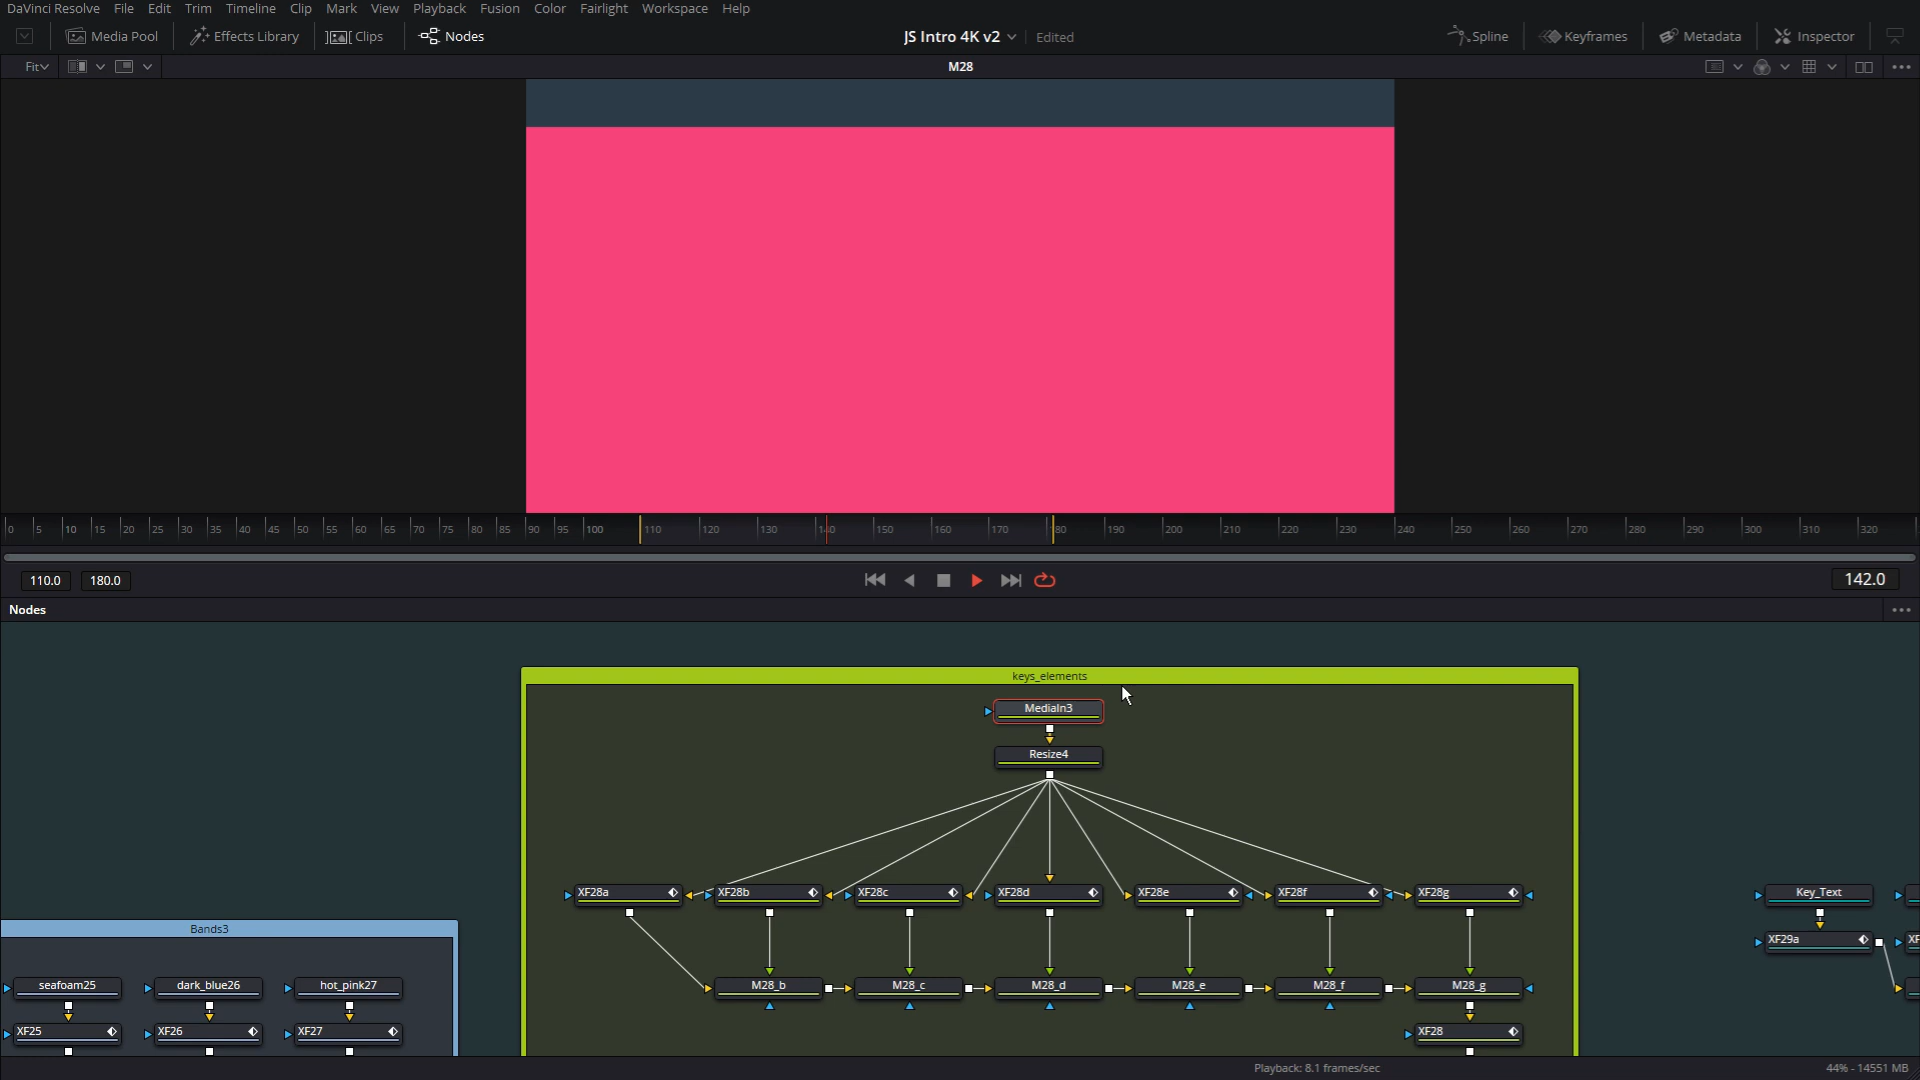 DaVinci Resolve File Edit Trim Timeline Clip Mark View Playback Fusion Color Fairlight Workspace Help
Media Pool Effects Library Clips Nodes JS Intro 4K v2 Edited Spline Keyframes Metadata Inspector
Fit M28
0 5 10 15 20 25 30 35 40 45 50 55 60 65 70 75 80 85 90 95 100 110 120 130 140 150 160 170 180 190 200 210 220 230 240 250 260 270 280 290 300 310 320
110.0 180.0 142.0
Nodes
keys_elements
MediaIn3
Resize4
XF28a XF28b XF28c XF28d XF28e XF28f XF28g Key_Text
Bands3 XF29a XF
seafoam25 dark_blue26 hot_pink27 M28_b M28_c M28_d M28_e M28_f M28_g
XF25 XF26 XF27 XF28
Playback: 8.1 frames/sec 44% - 14551 MB